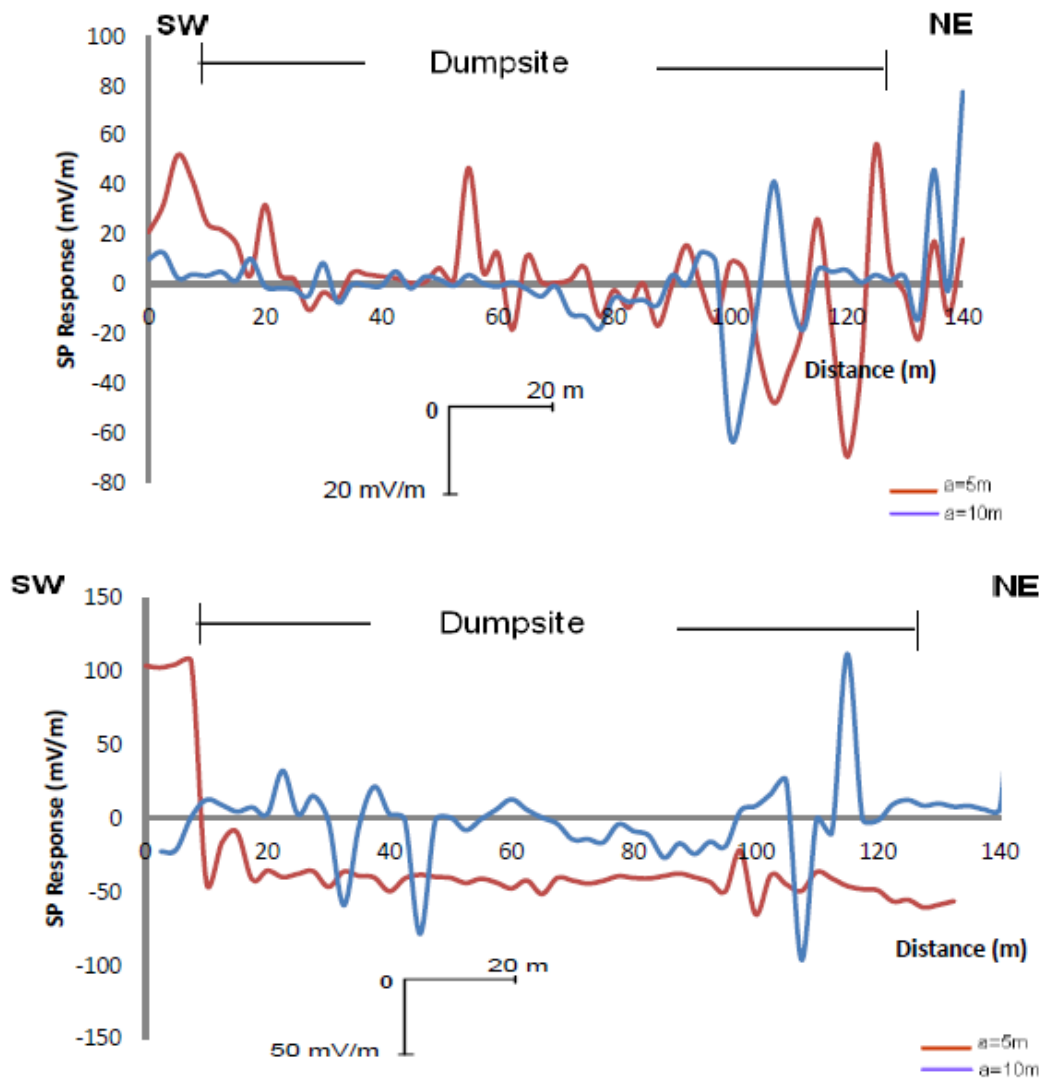 SW NE
100
Dumpsite
80
60
40
20
0
-20
-40
-60
-80
SP Response (mV/m)
0 20 40 60 80 100 120 140
Distance (m)
20 m
0
20 mV/m
a=5m
a=10m
SW NE
150
Dumpsite
100
50
0
-50
-100
-150
SP Response (mV/m)
0 20 40 60 80 100 120 140
Distance (m)
20 m
0
50 mV/m
a=5m
a=10m